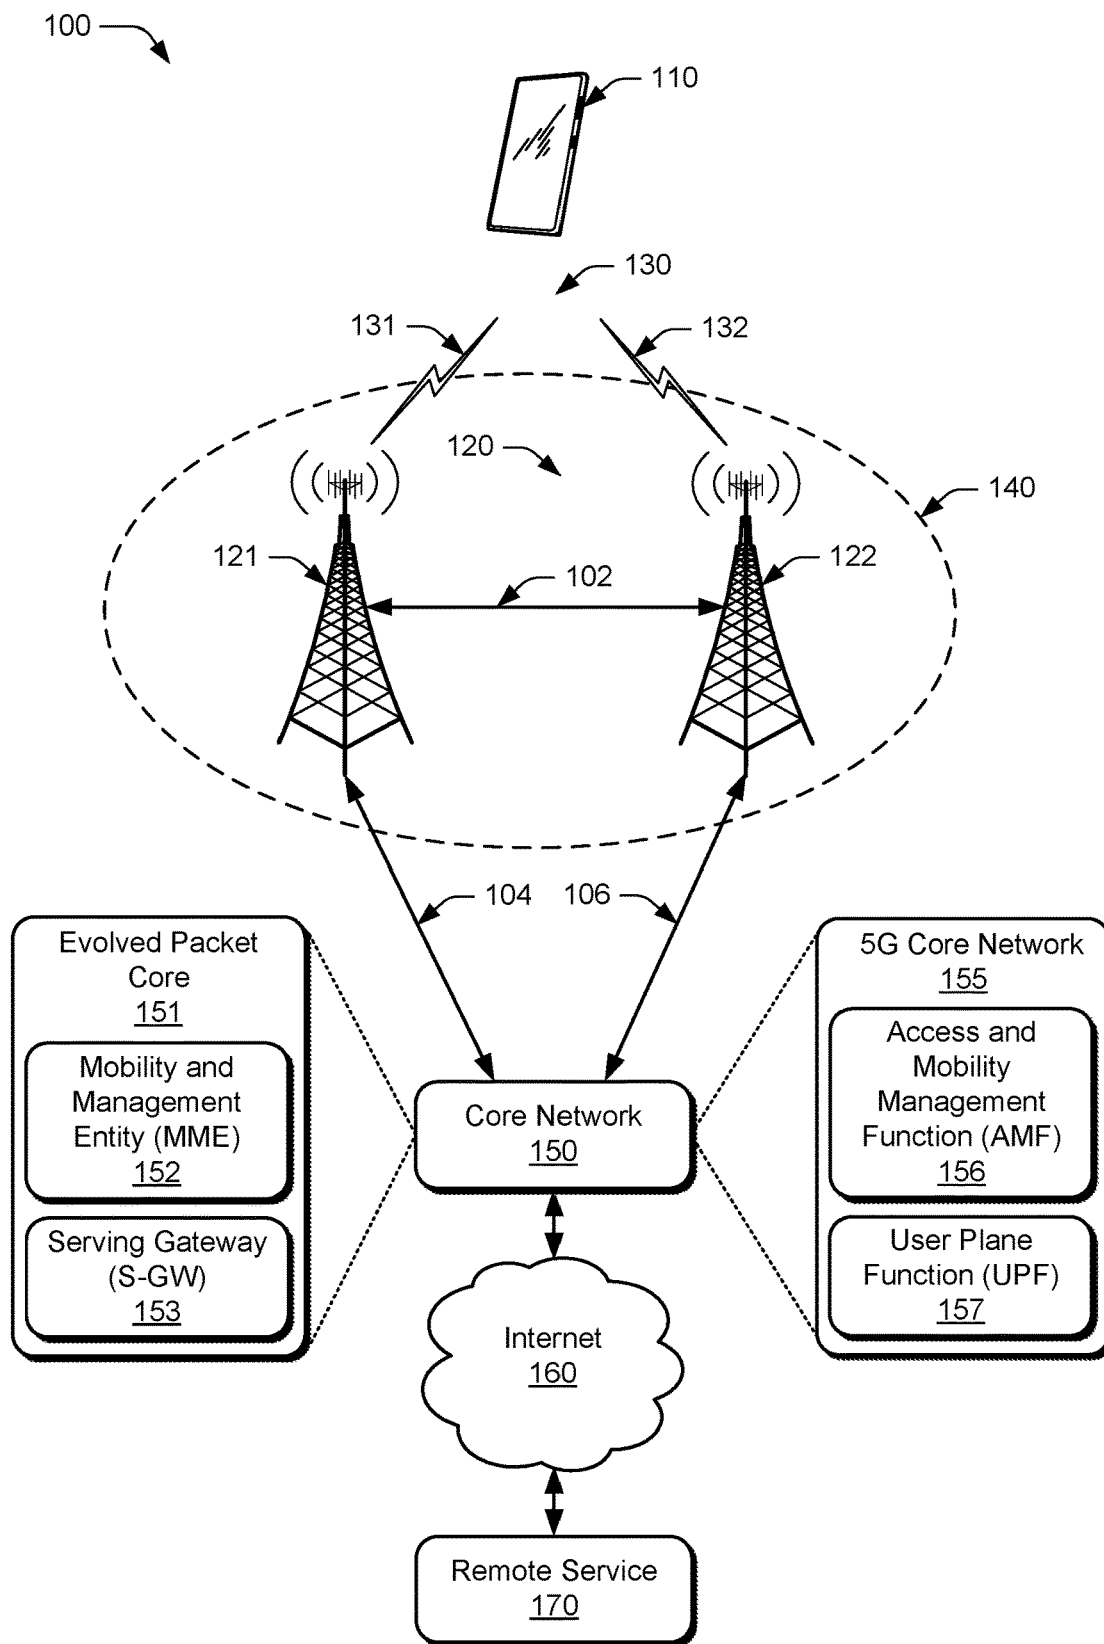 100
110
130
131
132
120
140
121
102
122
104
106
Evolved Packet
Core
151
Mobility and
Management
Entity (MME)
152
Serving Gateway
(S-GW)
153
Core Network
150
5G Core Network
155
Access and
Mobility
Management
Function (AMF)
156
User Plane
Function (UPF)
157
Internet
160
Remote Service
170